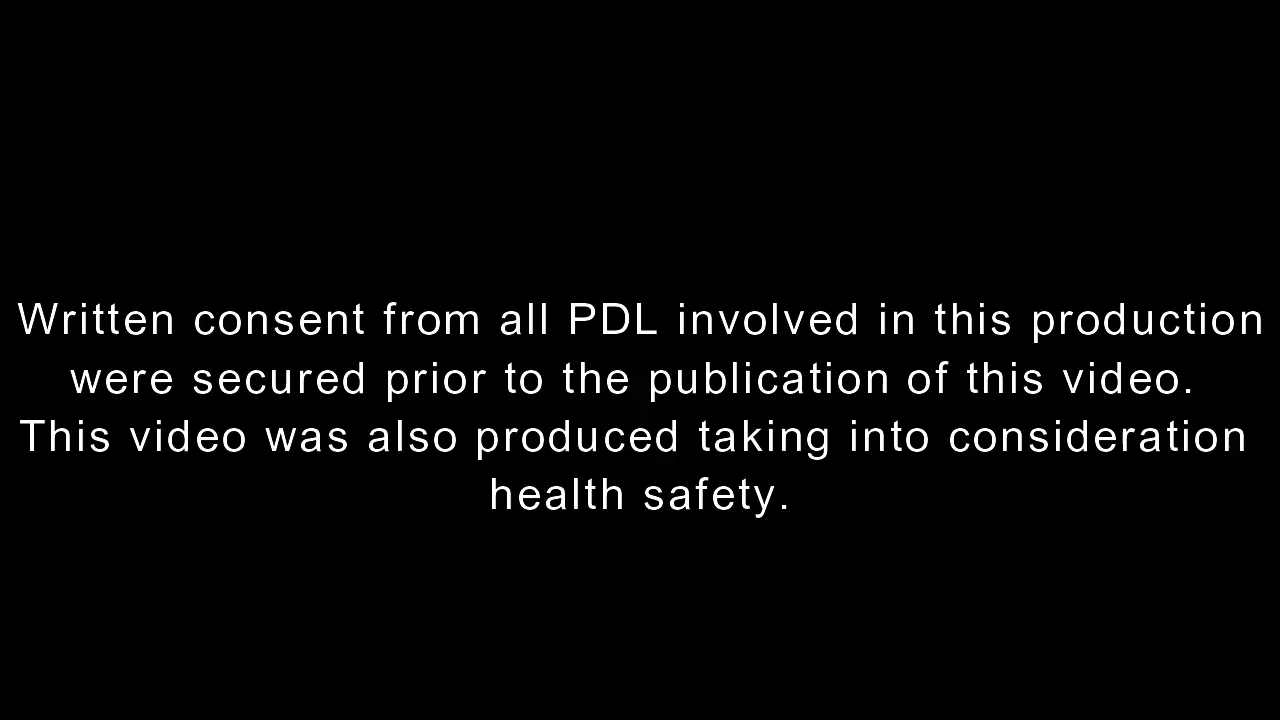 Written consent from all PDL involved in this production
were secured prior to the publication of this video.
This video was also produced taking into consideration
health safety.